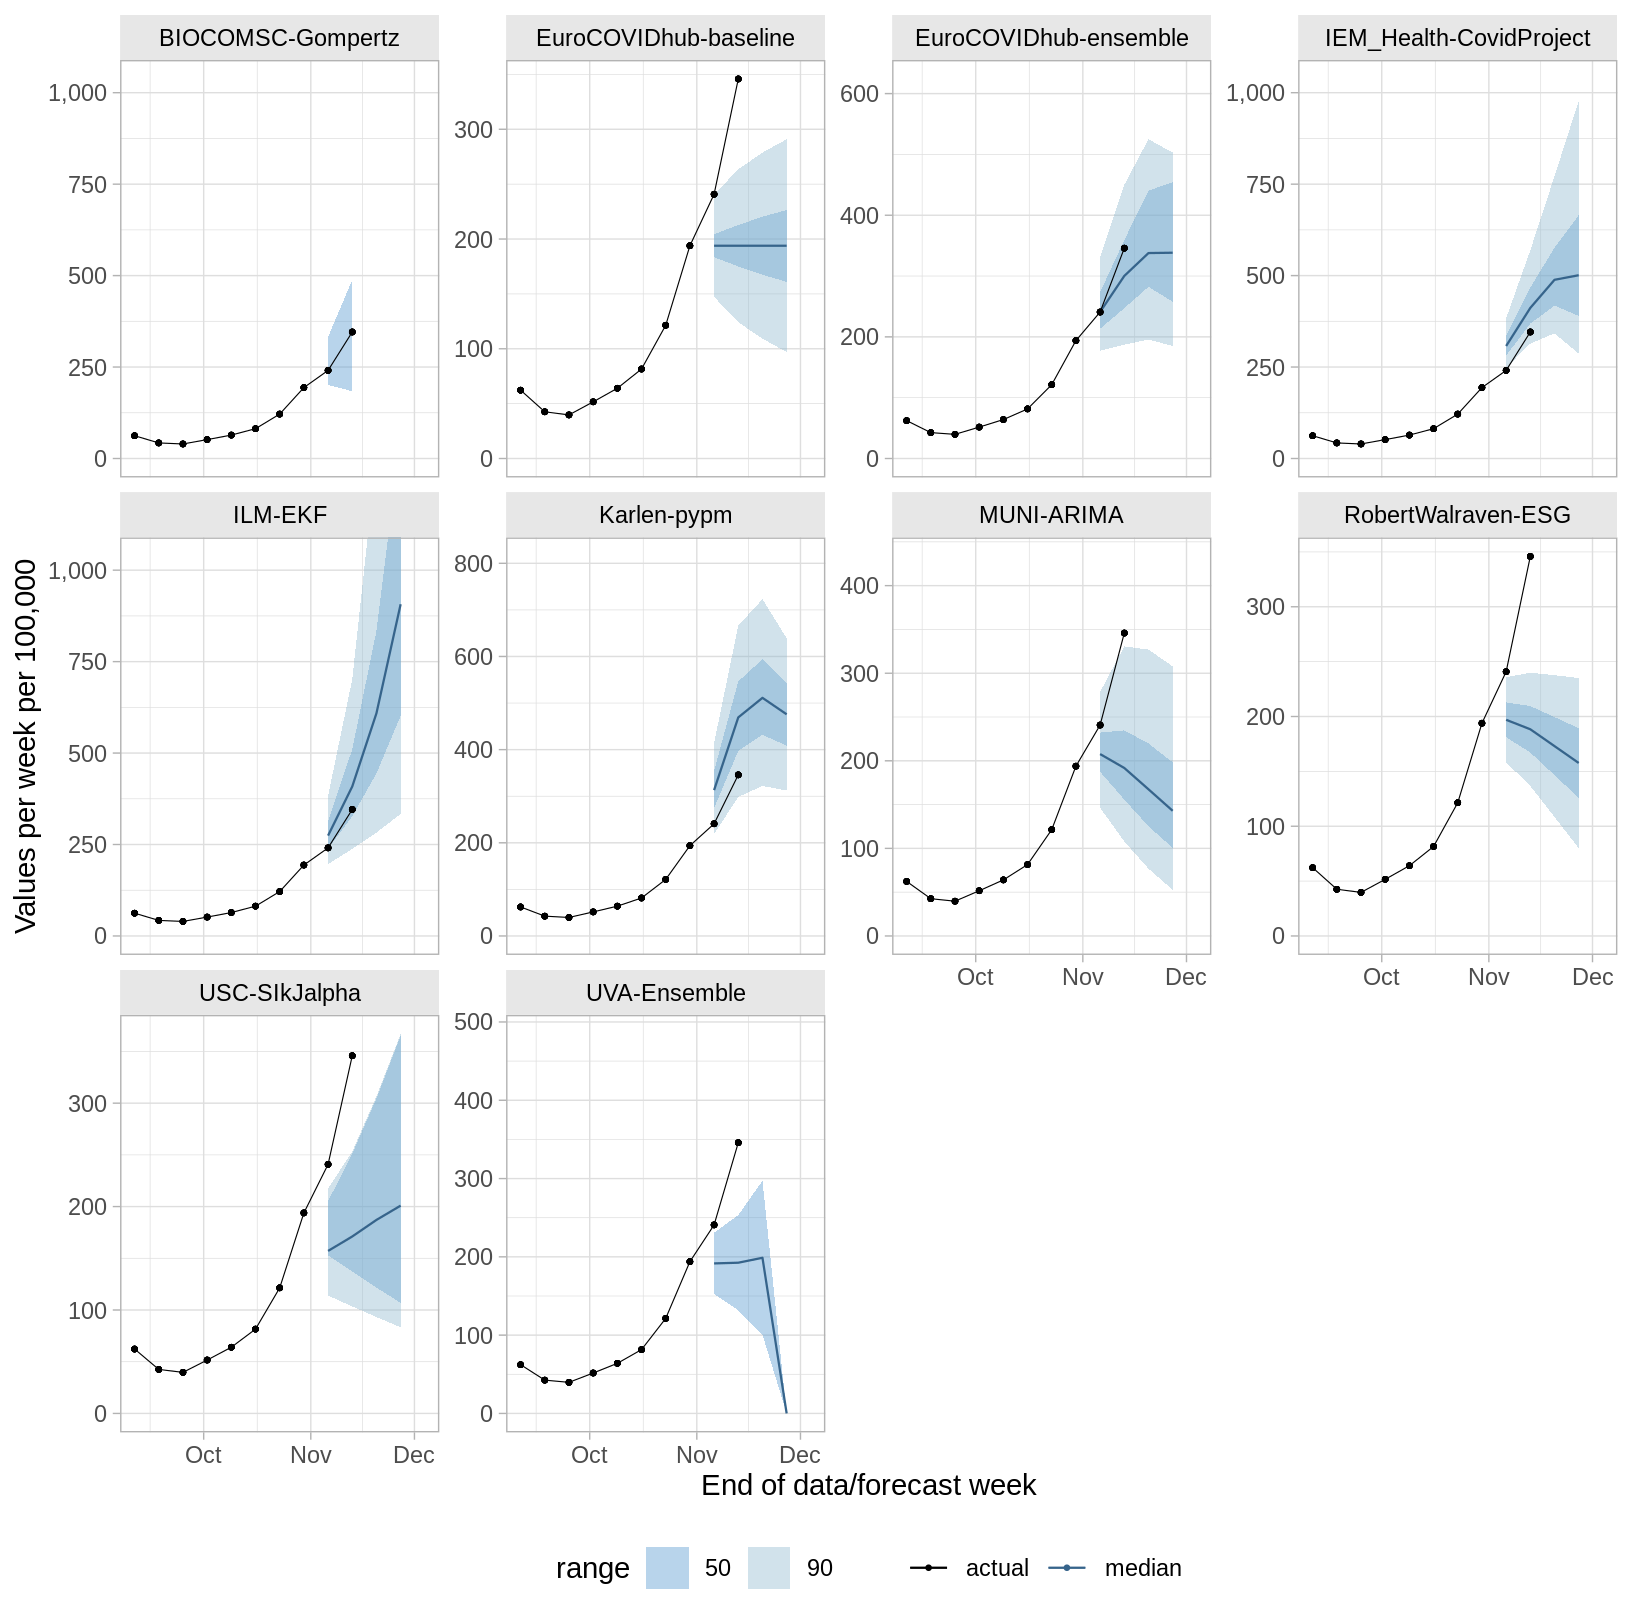 BIOCOMSC-Gompertz
EuroCOVIDhub-baseline
EuroCOVIDhub-ensemble
IEM_Health-CovidProject
1,000
750
500
250
0
300
200
100
0
600
400
200
0
1,000
750
500
250
0
ILM-EKF
Karlen-pypm
MUNI-ARIMA
RobertWalraven-ESG
Values per week per 100,000
1,000
750
500
250
0
800
600
400
200
0
400
300
200
100
0
300
200
100
0
Oct Nov Dec
Oct Nov Dec
USC-SIkJalpha
UVA-Ensemble
300
200
100
0
500
400
300
200
100
0
Oct Nov Dec
Oct Nov Dec
End of data/forecast week
range 50 90 actual median